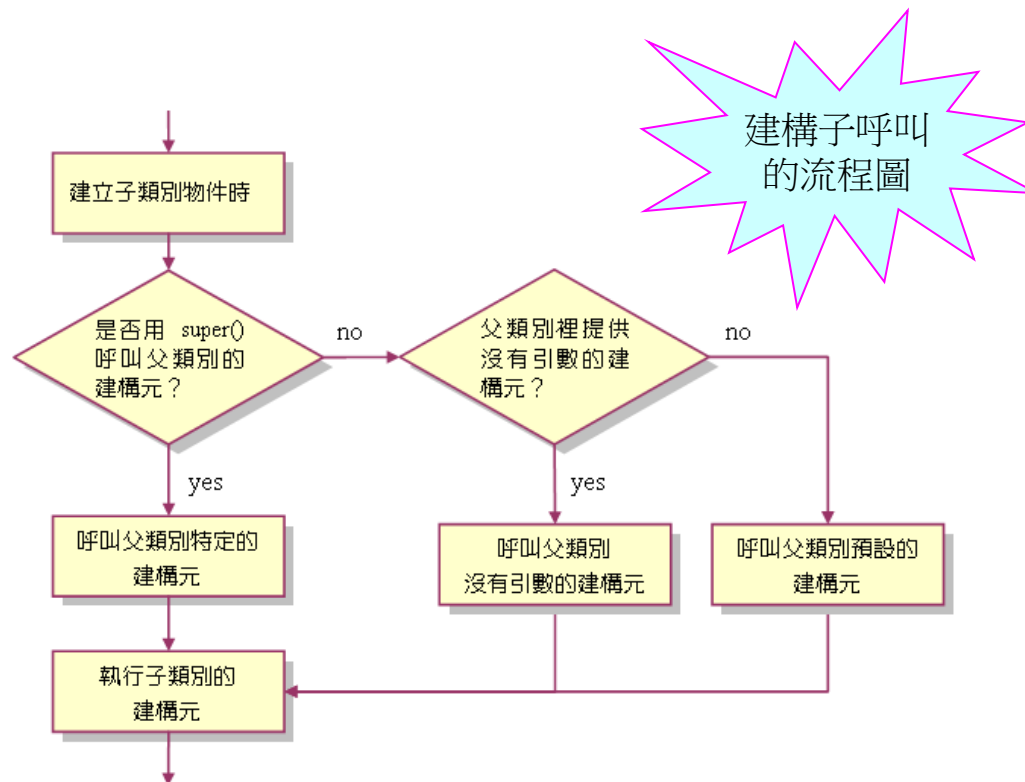 建構子呼叫
的流程圖
建立子類別物件時
是否用 super()
呼叫父類別的
建構元？
no
父類別裡提供
沒有引數的建
構元？
no
yes
yes
呼叫父類別特定的
建構元
呼叫父類別
沒有引數的建構元
呼叫父類別預設的
建構元
執行子類別的
建構元